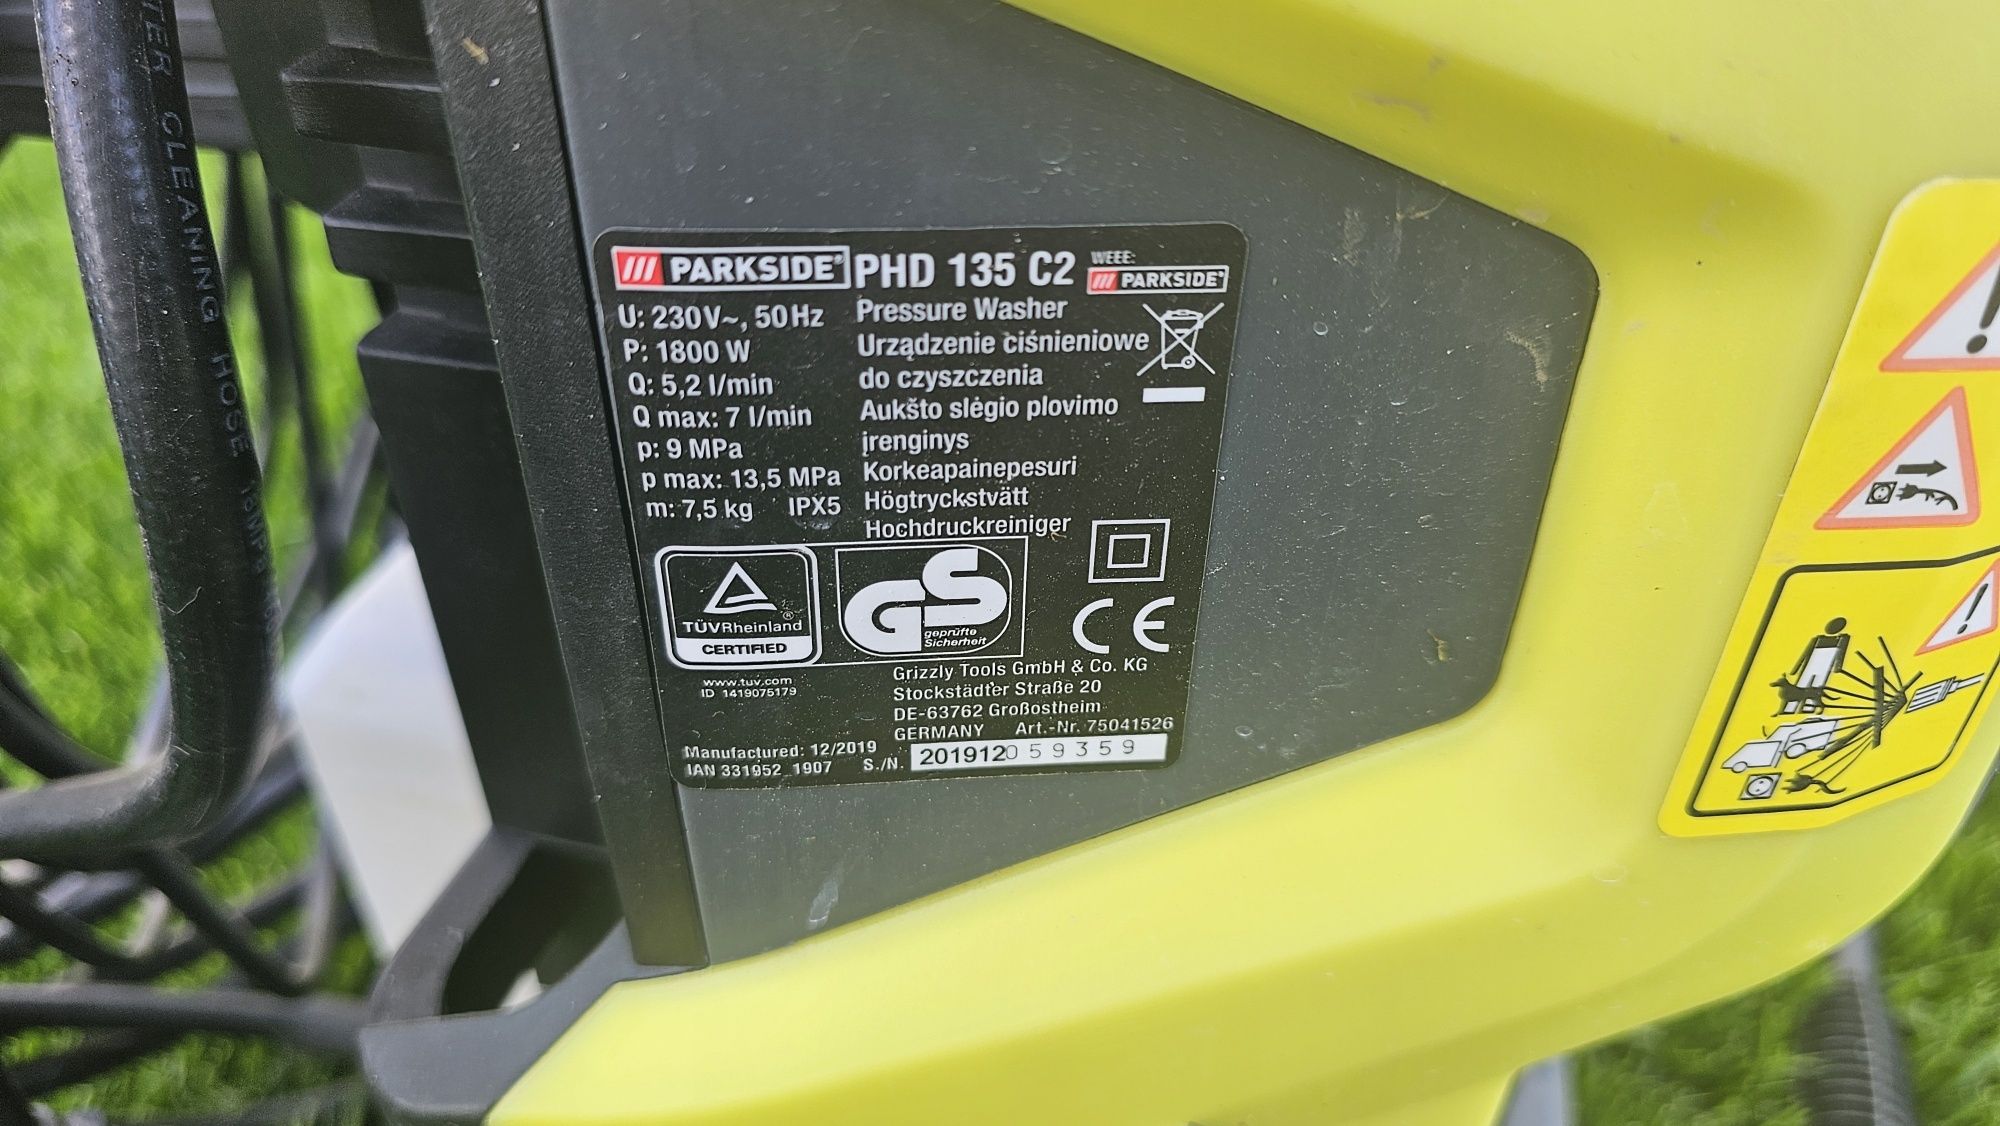 TER CLEANING HOSE
PARKSIDE® PHD 135 C2 WEEE: PARKSIDE®
U: 230V~, 50Hz
P: 1800 W
Q: 5,2 l/min
Q max: 7 l/min
p: 9 MPa
p max: 13,5 MPa
m: 7,5 kg IPX5
Pressure Washer
Urządzenie ciśnieniowe
do czyszczenia
Aukšto slėgio plovimo
įrenginys
Korkeapainepesuri
Högtryckstvätt
Hochdruckreiniger
TÜVRheinland®
CERTIFIED
GS
geprüfte
Sicherheit
CE
www.tuv.com
ID 1419075179
Grizzly Tools GmbH & Co. KG
Stockstädter Straße 20
DE-63762 Großostheim
GERMANY Art.-Nr. 75041526
Manufactured: 12/2019
IAN 331952_1907
S./N. 201912059359